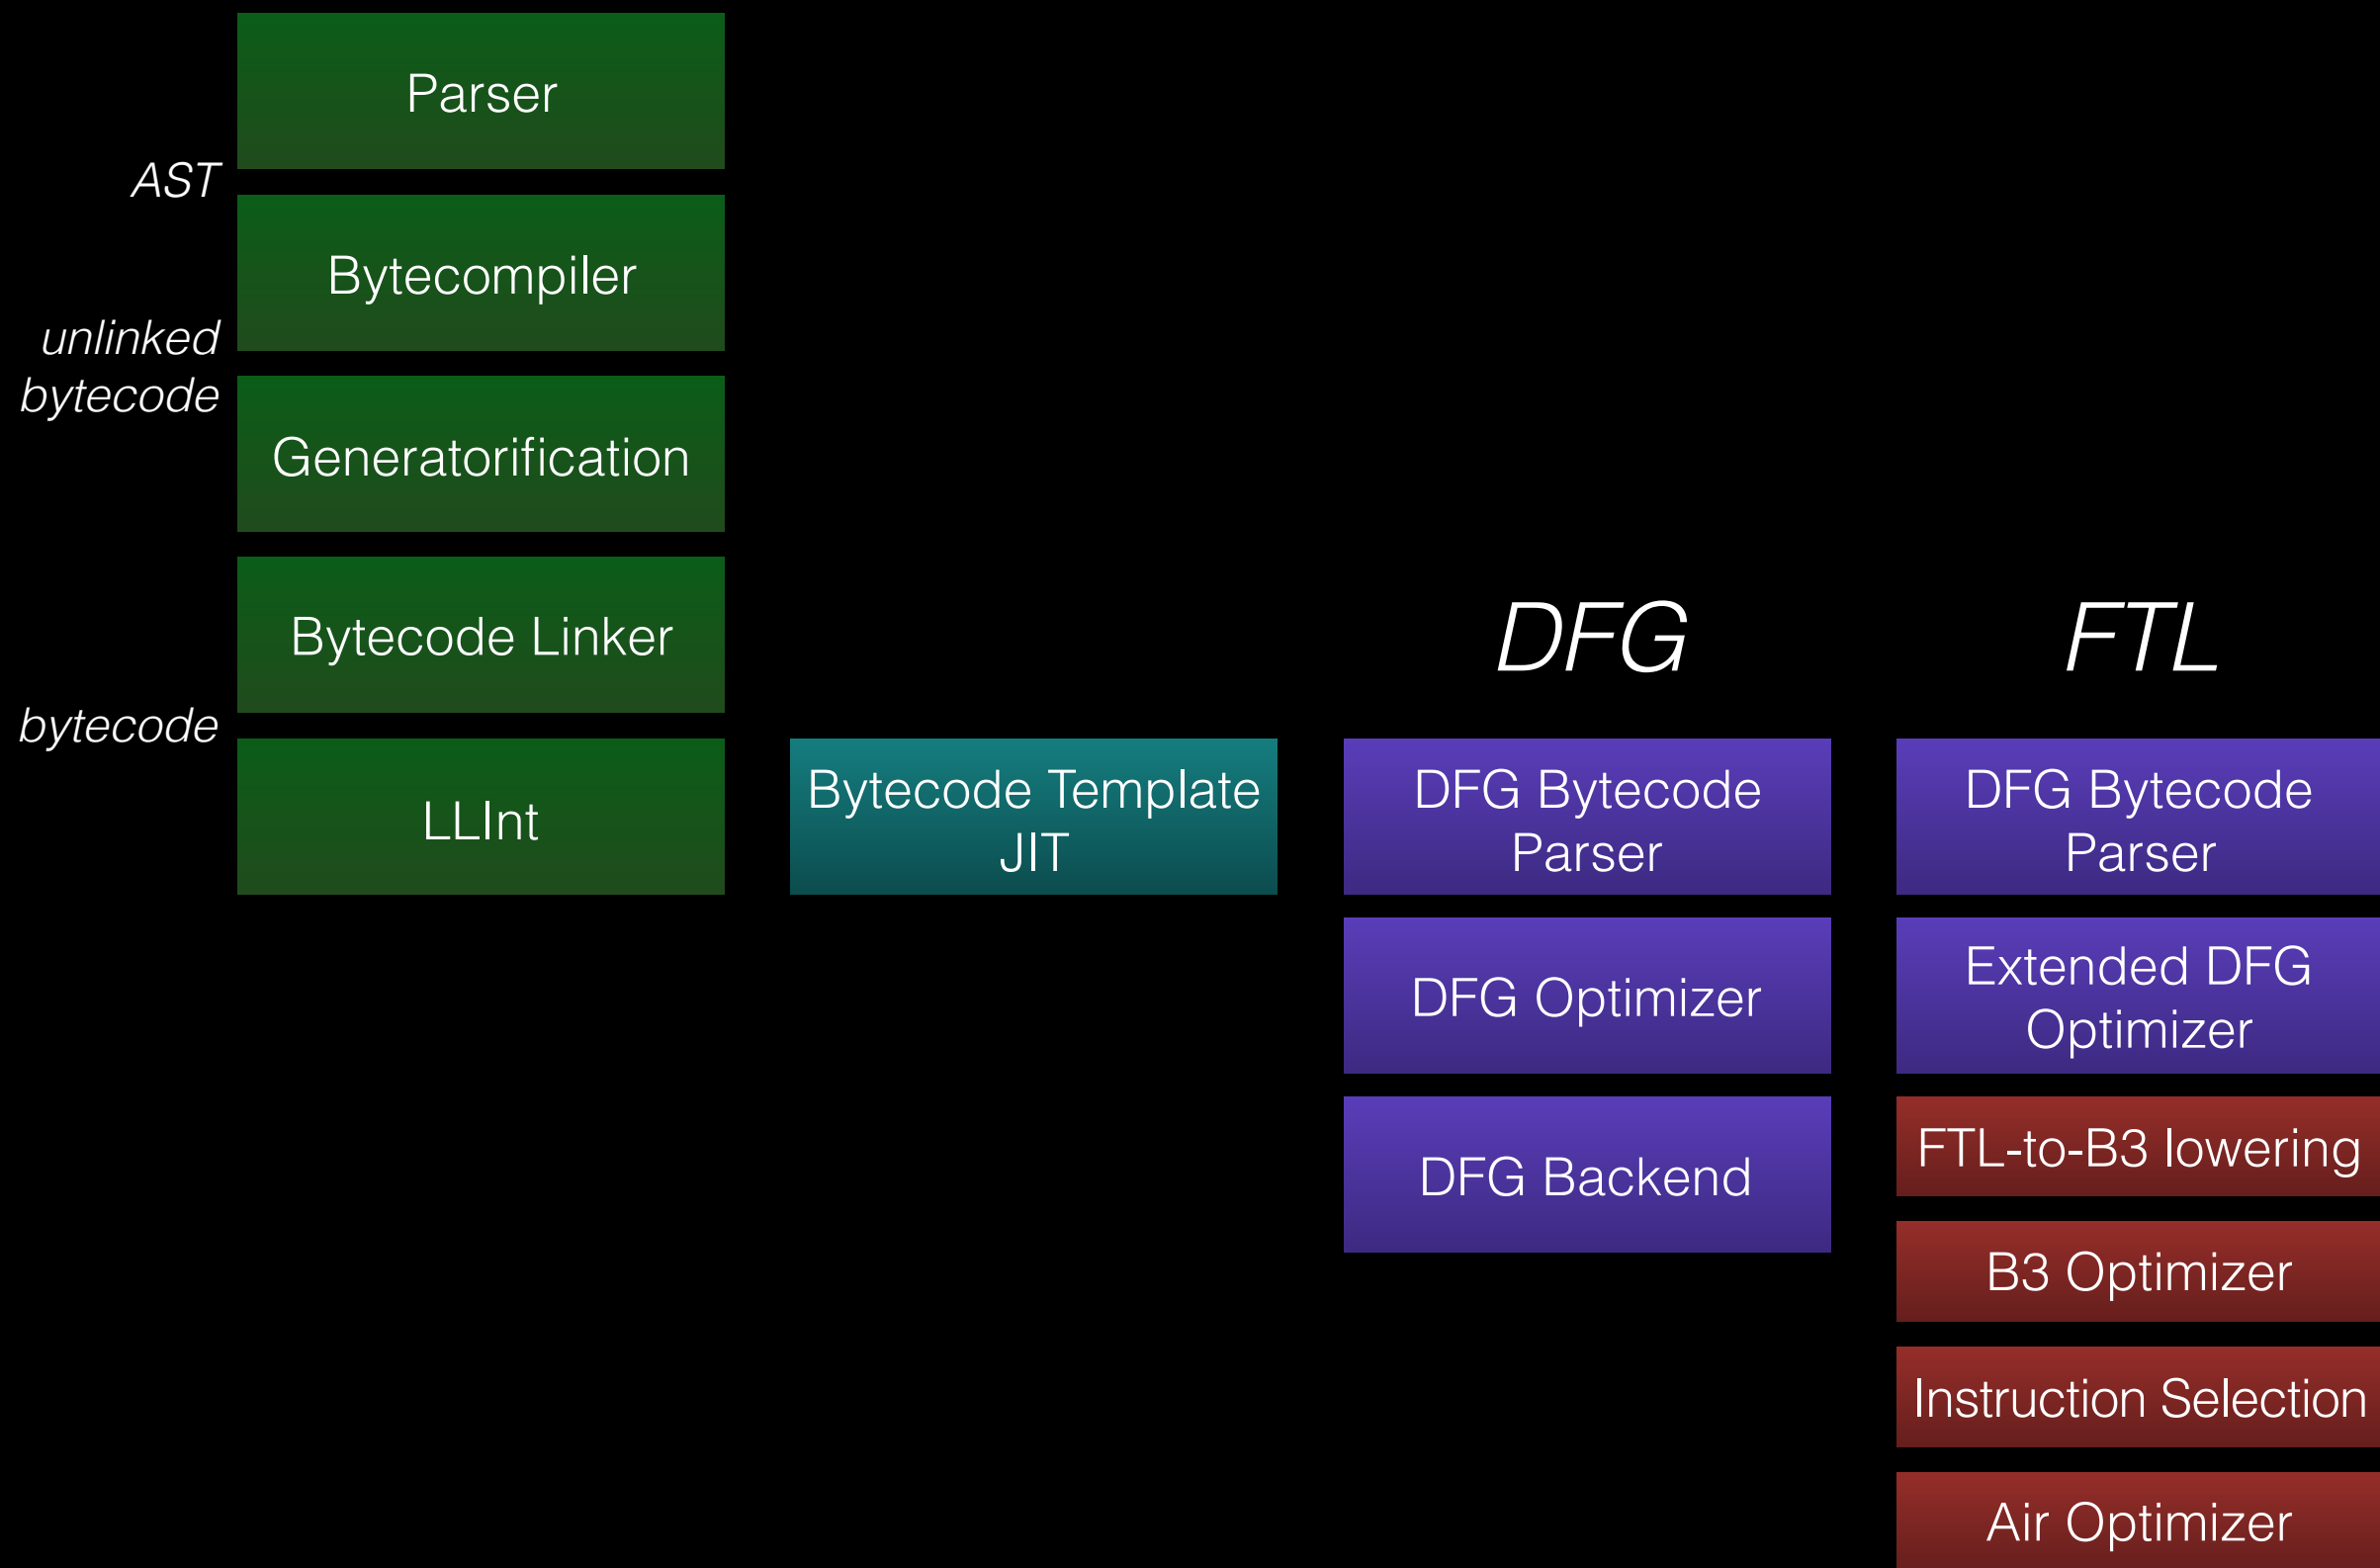 Parser
AST
Bytecompiler
unlinked
bytecode
Generatorification
Bytecode Linker
bytecode
LLInt
Bytecode Template
JIT
DFG
DFG Bytecode
Parser
DFG Optimizer
DFG Backend
FTL
DFG Bytecode
Parser
Extended DFG
Optimizer
FTL-to-B3 lowering
B3 Optimizer
Instruction Selection
Air Optimizer